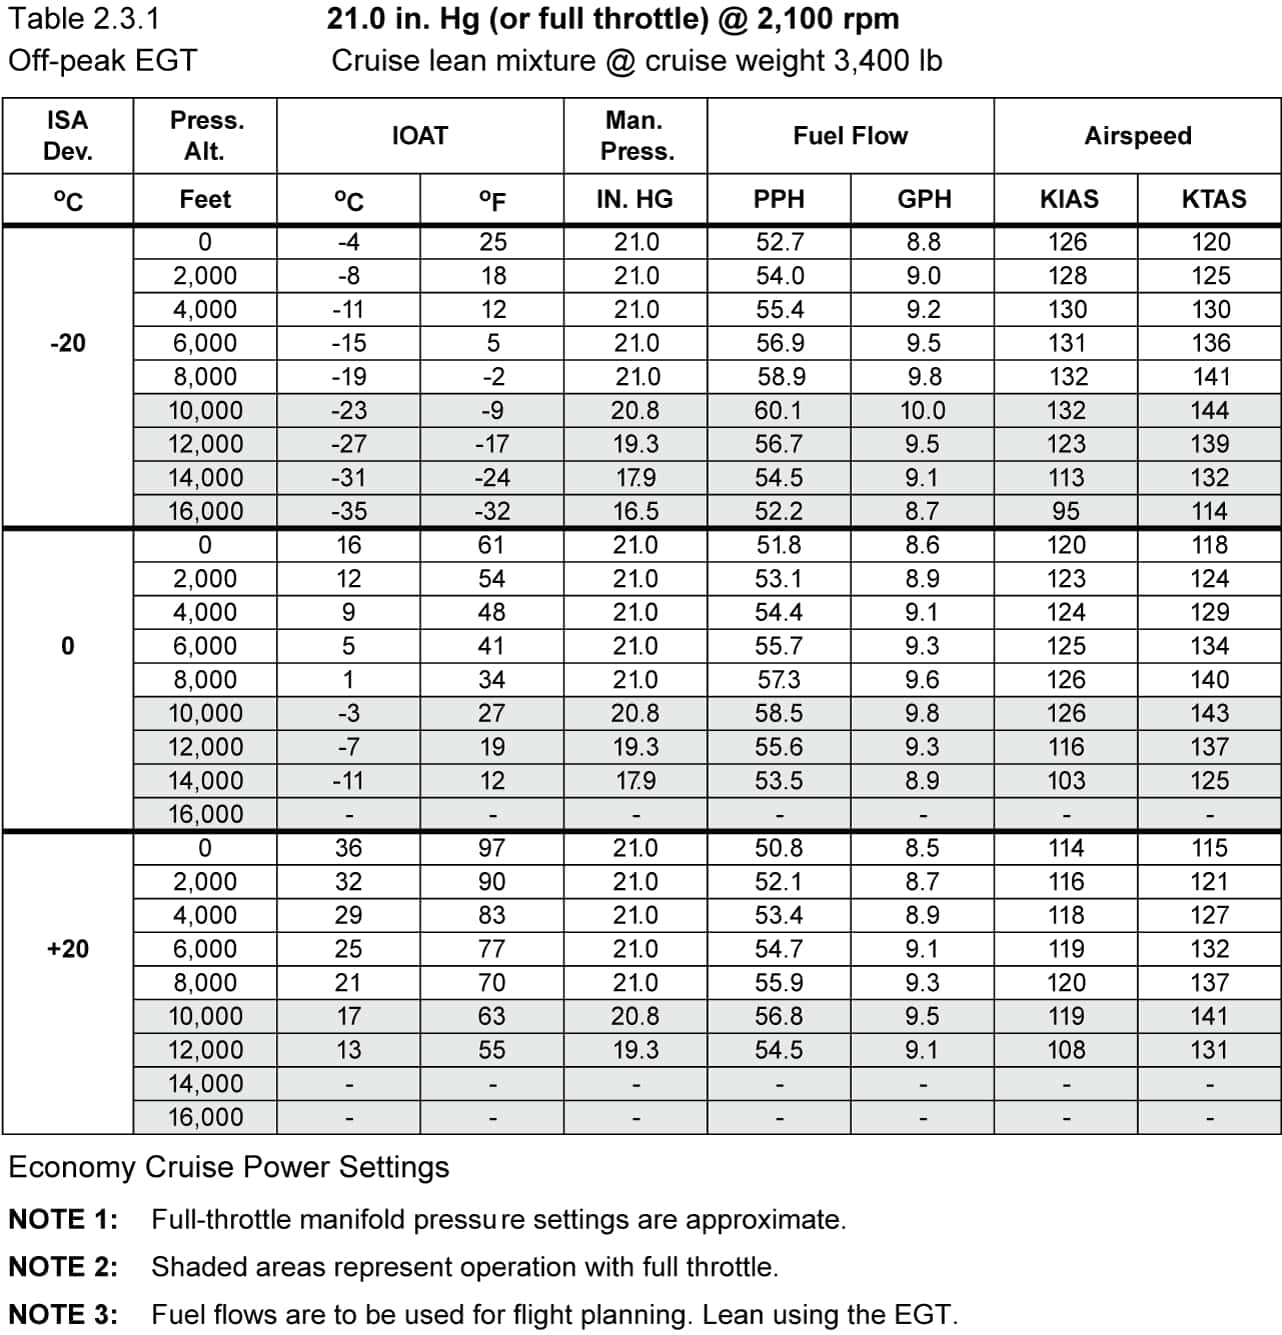 Table 2.3.1 21.0 in. Hg (or full throttle) @ 2,100 rpm
Off-peak EGT Cruise lean mixture @ cruise weight 3,400 lb
ISA Dev. Press. Alt. IOAT Man. Press. Fuel Flow Airspeed
ºC Feet ºC ºF IN. HG PPH GPH KIAS KTAS
0 -4 25 21.0 52.7 8.8 126 120
2,000 -8 18 21.0 54.0 9.0 128 125
4,000 -11 12 21.0 55.4 9.2 130 130
-20 6,000 -15 5 21.0 56.9 9.5 131 136
8,000 -19 -2 21.0 58.9 9.8 132 141
10,000 -23 -9 20.8 60.1 10.0 132 144
12,000 -27 -17 19.3 56.7 9.5 123 139
14,000 -31 -24 17.9 54.5 9.1 113 132
16,000 -35 -32 16.5 52.2 8.7 95 114
0 16 61 21.0 51.8 8.6 120 118
2,000 12 54 21.0 53.1 8.9 123 124
4,000 9 48 21.0 54.4 9.1 124 129
0 6,000 5 41 21.0 55.7 9.3 125 134
8,000 1 34 21.0 57.3 9.6 126 140
10,000 -3 27 20.8 58.5 9.8 126 143
12,000 -7 19 19.3 55.6 9.3 116 137
14,000 -11 12 17.9 53.5 8.9 103 125
16,000 - - - - - - -
0 36 97 21.0 50.8 8.5 114 115
2,000 32 90 21.0 52.1 8.7 116 121
4,000 29 83 21.0 53.4 8.9 118 127
+20 6,000 25 77 21.0 54.7 9.1 119 132
8,000 21 70 21.0 55.9 9.3 120 137
10,000 17 63 20.8 56.8 9.5 119 141
12,000 13 55 19.3 54.5 9.1 108 131
14,000 - - - - - - -
16,000 - - - - - - -
Economy Cruise Power Settings
NOTE 1: Full-throttle manifold pressure settings are approximate.
NOTE 2: Shaded areas represent operation with full throttle.
NOTE 3: Fuel flows are to be used for flight planning. Lean using the EGT.